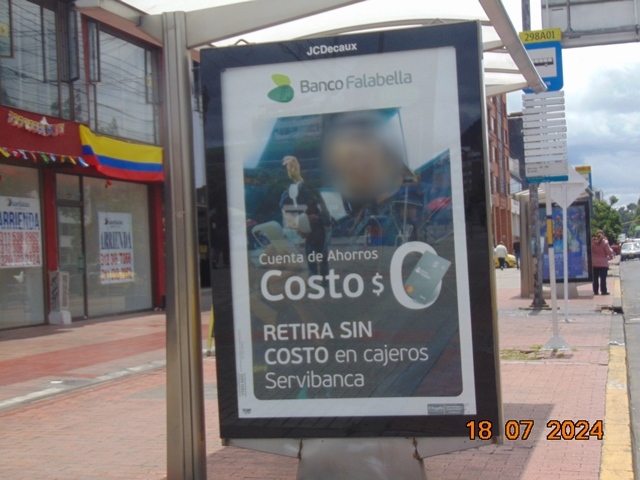 298A01
JCDecaux
Banco Falabella
Cuenta de Ahorros
Costo $0
RETIRA SIN
COSTO en cajeros
Servibanca
ARRIENDA
ARRIENDA
18 07 2024